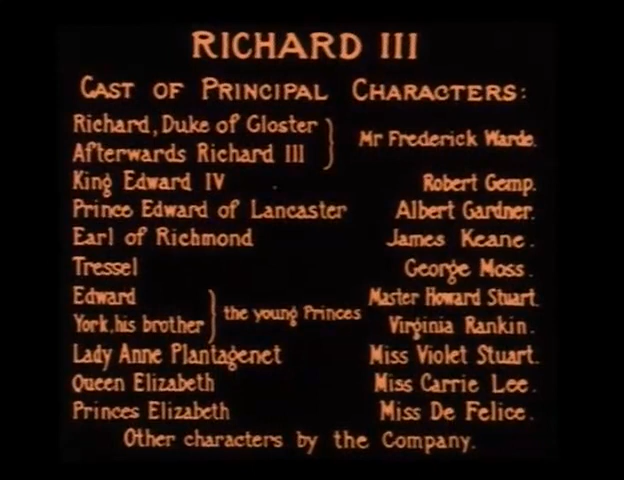 RICHARD III
CAST OF PRINCIPAL CHARACTERS:
Richard, Duke of Gloster
Afterwards Richard III } Mr Frederick Warde.
King Edward IV Robert Gemp.
Prince Edward of Lancaster Albert Gardner.
Earl of Richmond James Keane.
Tressel George Moss.
Edward Master Howard Stuart.
York, his brother } the young Princes Virginia Rankin.
Lady Anne Plantagenet Miss Violet Stuart.
Queen Elizabeth Miss Carrie Lee.
Princes Elizabeth Miss De Felice.
Other characters by the Company.